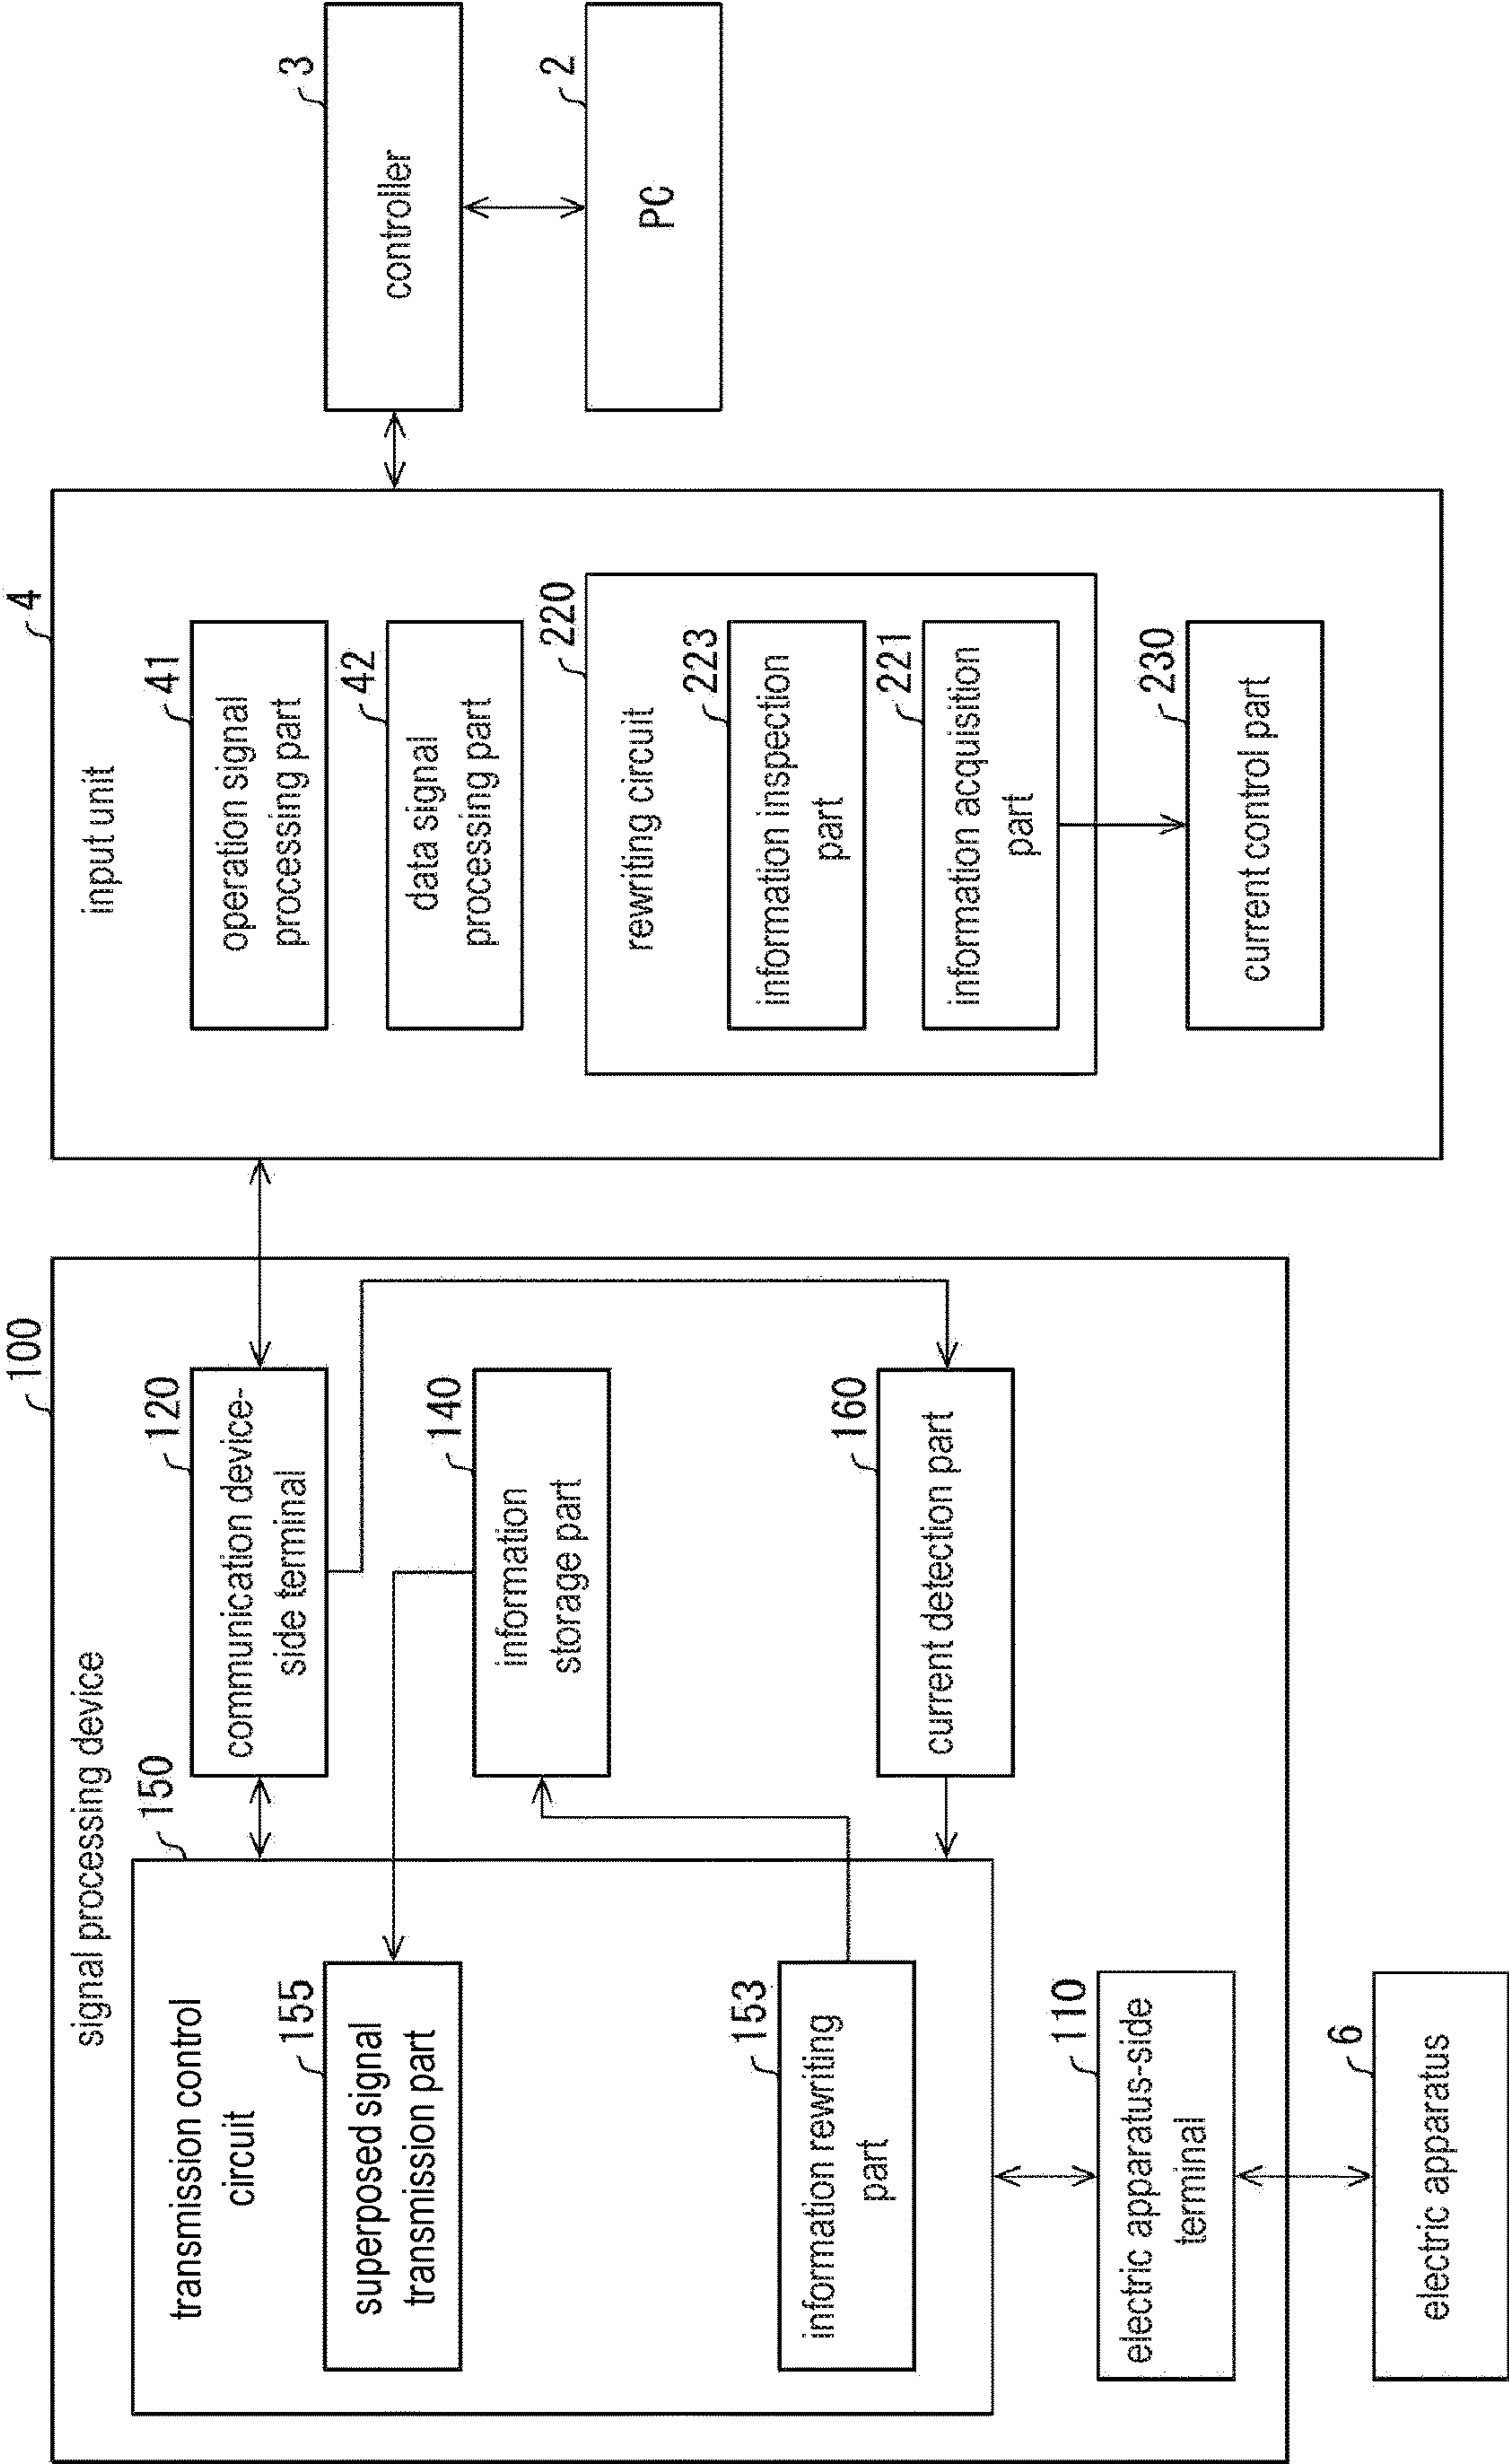 100
signal processing device
150
transmission control
circuit
155
superposed signal
transmission part
153
information rewriting
part
120
communication device-
side terminal
140
information
storage part
160
current detection part
110
electric apparatus-side
terminal
6
electric apparatus
4
input unit
41
operation signal
processing part
42
data signal
processing part
220
rewriting circuit
223
information inspection
part
221
information acquisition
part
230
current control part
3
controller
2
PC